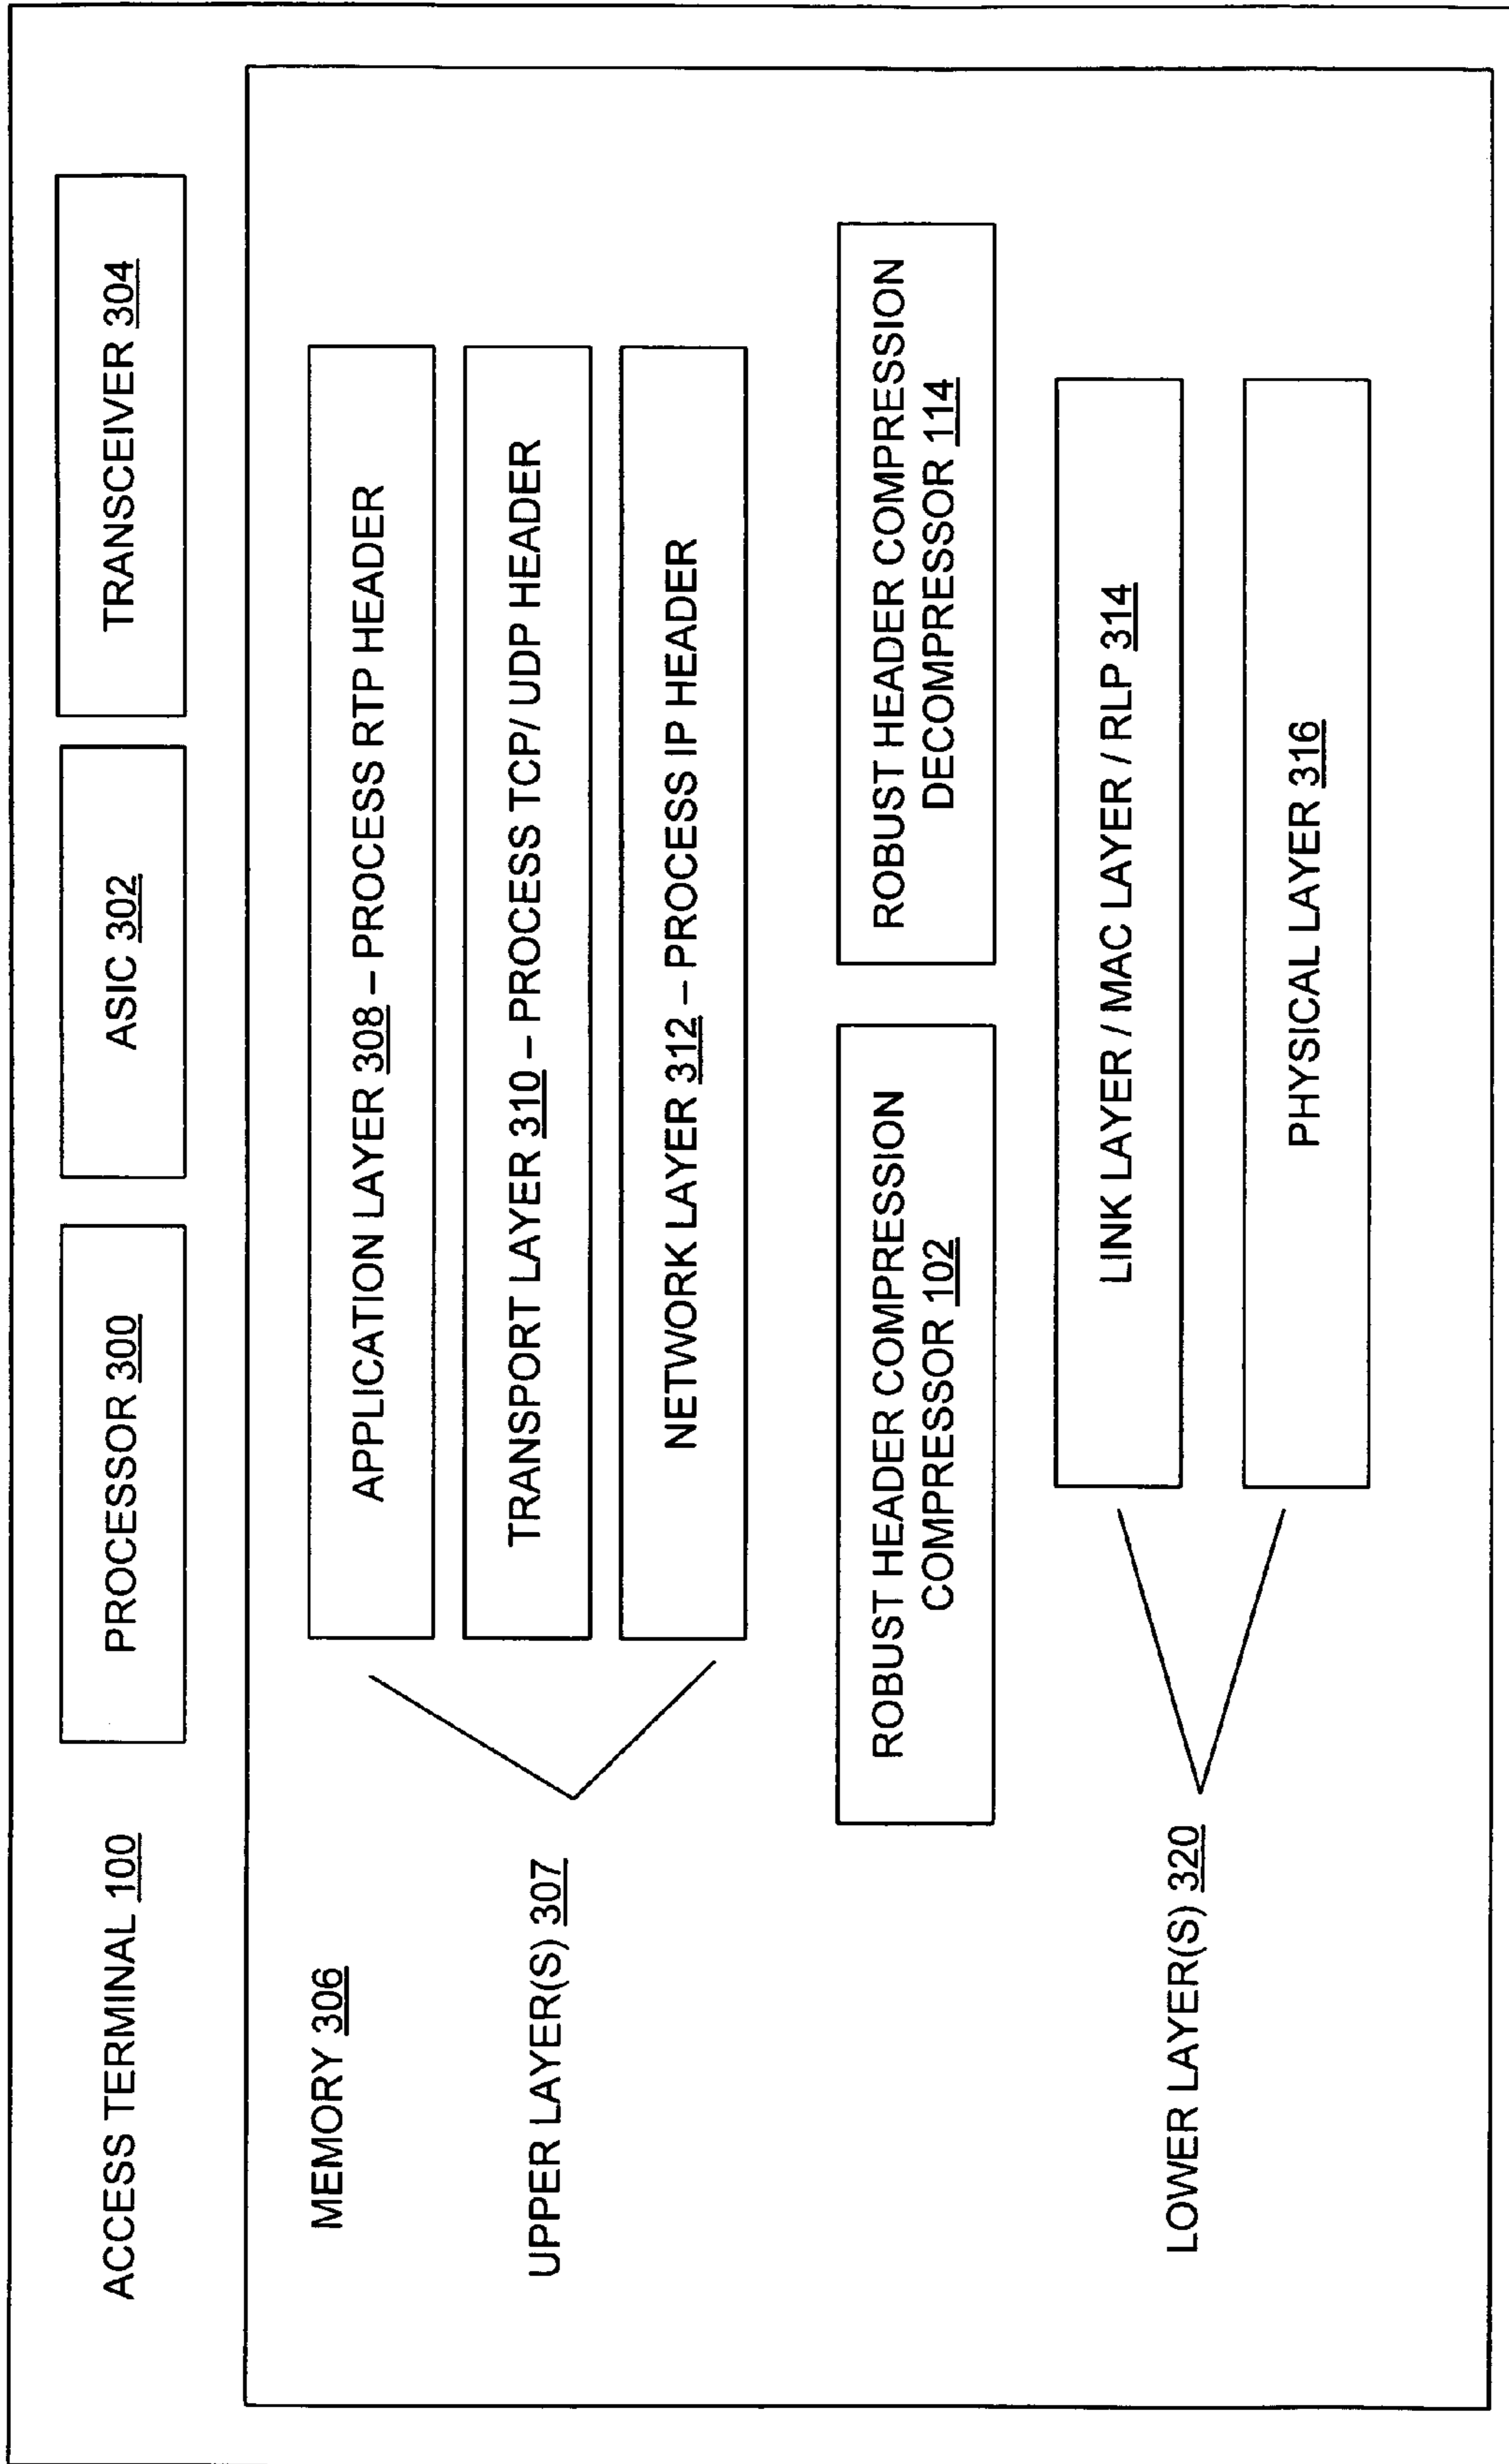 ACCESS TERMINAL 100
PROCESSOR 300
ASIC 302
TRANSCEIVER 304
MEMORY 306
UPPER LAYER(S) 307
APPLICATION LAYER 308 – PROCESS RTP HEADER
TRANSPORT LAYER 310 – PROCESS TCP/ UDP HEADER
NETWORK LAYER 312 – PROCESS IP HEADER
ROBUST HEADER COMPRESSION
COMPRESSOR 102
ROBUST HEADER COMPRESSION
DECOMPRESSOR 114
LOWER LAYER(S) 320
LINK LAYER / MAC LAYER / RLP 314
PHYSICAL LAYER 316